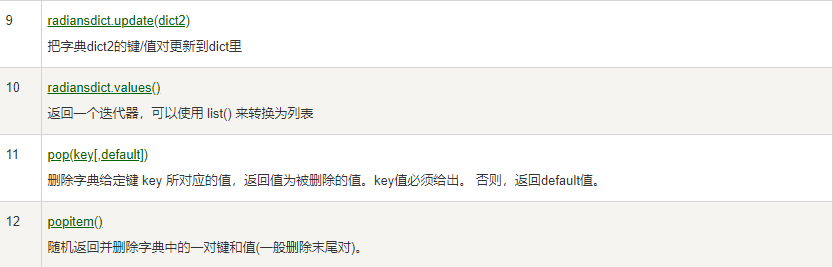 9 radiansdict.update(dict2)
把字典dict2的键/值对更新到dict里
10 radiansdict.values()
返回一个迭代器，可以使用 list() 来转换为列表
11 pop(key[,default])
删除字典给定键 key 所对应的值，返回值为被删除的值。key值必须给出。 否则，返回default值。
12 popitem()
随机返回并删除字典中的一对键和值(一般删除末尾对)。